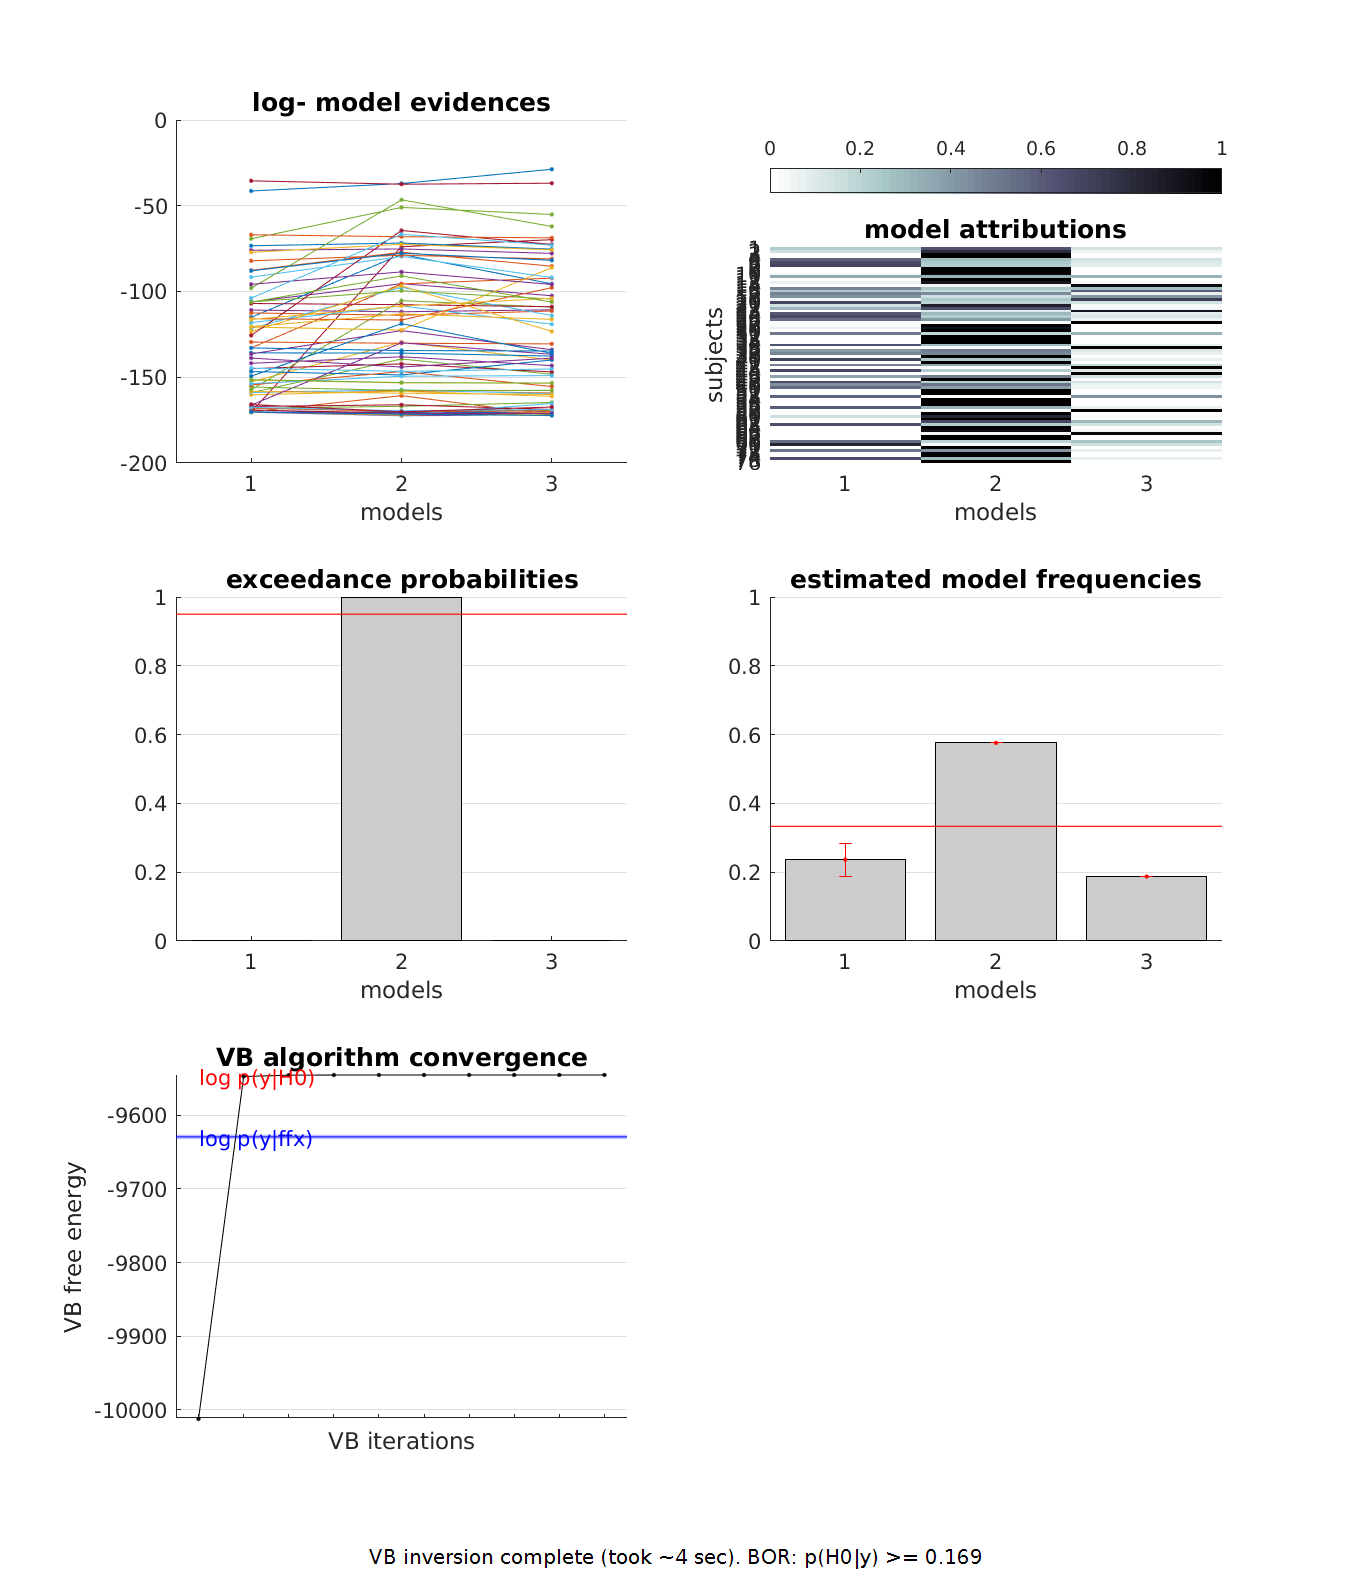 log- model evidences
0
-50
-100
-150
-200
1 2 3
models
0 0.2 0.4 0.6 0.8 1
model attributions
subjects
1 2 3
models
exceedance probabilities
1
0.8
0.6
0.4
0.2
0
1 2 3
models
estimated model frequencies
1
0.8
0.6
0.4
0.2
0
1 2 3
models
VB algorithm convergence
log p(y|H0)
-9600
log p(y|ffx)
-9700
-9800
-9900
-10000
VB free energy
VB iterations
VB inversion complete (took ~4 sec). BOR: p(H0|y) >= 0.169